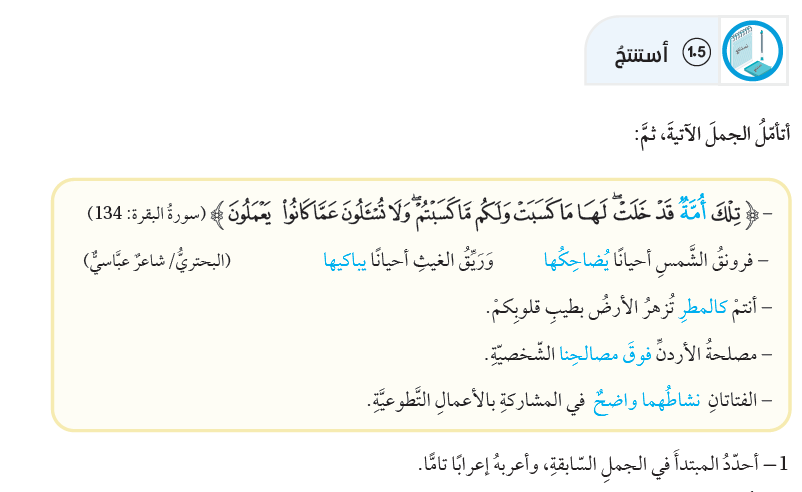 1.5 أستنتجُ
أتأمّلُ الجملَ الآتيةَ، ثمَّ:
– ﴿ تِلْكَ أُمَّةٌ قَدْ خَلَتْ ۖ لَهَا مَا كَسَبَتْ وَلَكُم مَّا كَسَبْتُمْ ۖ وَلَا تُسْـَٔلُونَ عَمَّا كَانُوا۟ يَعْمَلُونَ ﴾ (سورةُ البقرة: 134)
– فرونقُ الشَّمسِ أحيانًا يُضاحِكُها وَرَيِّقُ الغيثِ أحيانًا يباكيها (البحتريُّ/ شاعرٌ عبَّاسيٌّ)
– أنتمْ كالمطرِ تُزهرُ الأرضُ بطيبِ قلوبِكمْ.
– مصلحةُ الأردنِّ فوقَ مصالحِنا الشّخصيّةِ.
– الفتاتانِ نشاطُهما واضحٌ في المشاركةِ بالأعمالِ التَّطوعيَّةِ.
1– أحدّدُ المبتدأَ في الجملِ السّابقةِ، وأعربهُ إعرابًا تامًّا.